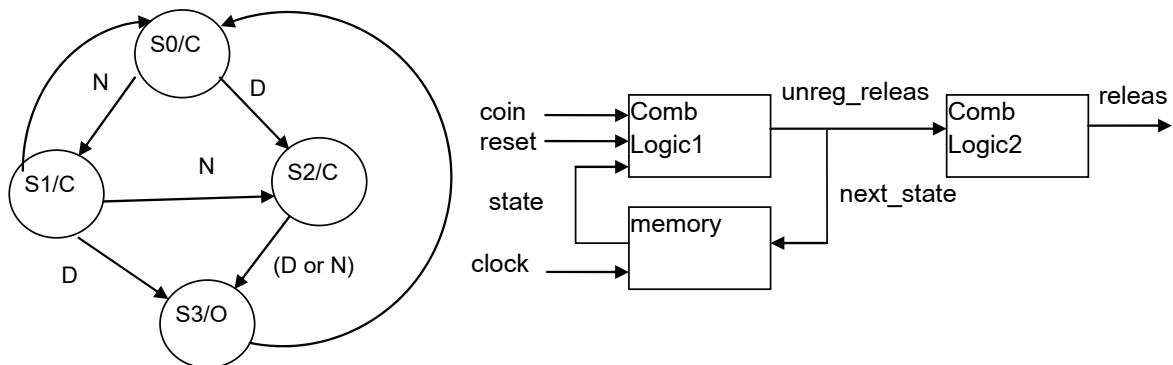 S0/C
N
D
S1/C
N
S2/C
D
(D or N)
S3/O
coin
reset
state
clock
Comb
Logic1
memory
unreg_releas
next_state
Comb
Logic2
releas